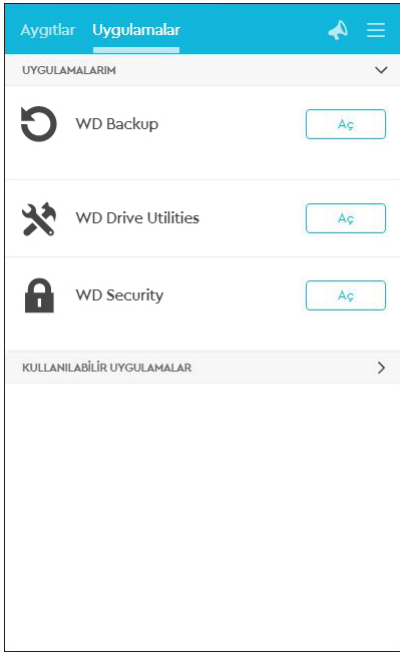 Aygıtlar Uygulamalar
UYGULAMALARIM
WD Backup Aç
WD Drive Utilities Aç
WD Security Aç
KULLANILABİLİR UYGULAMALAR